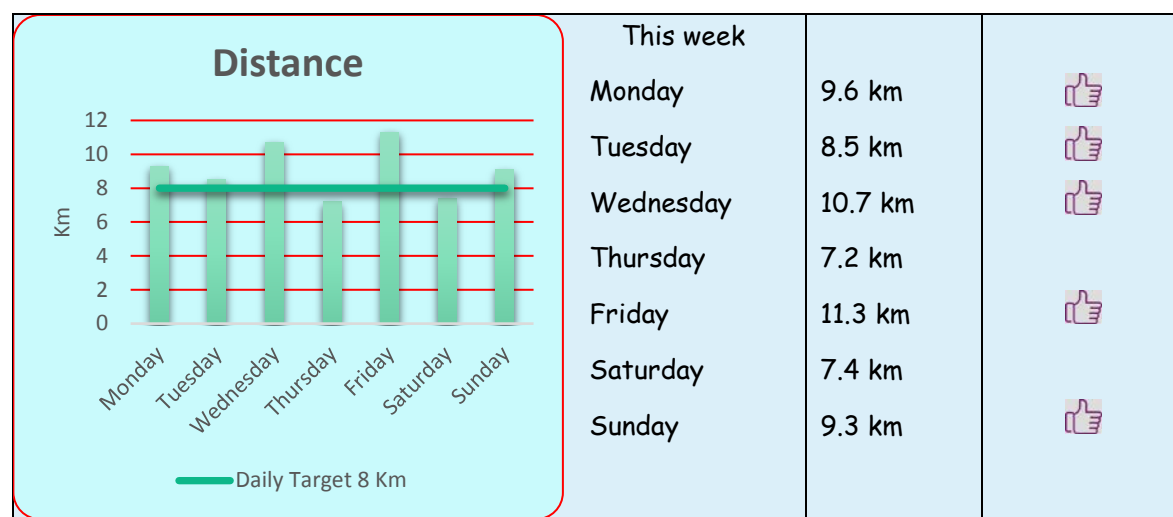 Distance
Km
12
10
8
6
4
2
0
Monday
Tuesday
Wednesday
Thursday
Friday
Saturday
Sunday
Daily Target 8 Km
This week
Monday 9.6 km
Tuesday 8.5 km
Wednesday 10.7 km
Thursday 7.2 km
Friday 11.3 km
Saturday 7.4 km
Sunday 9.3 km